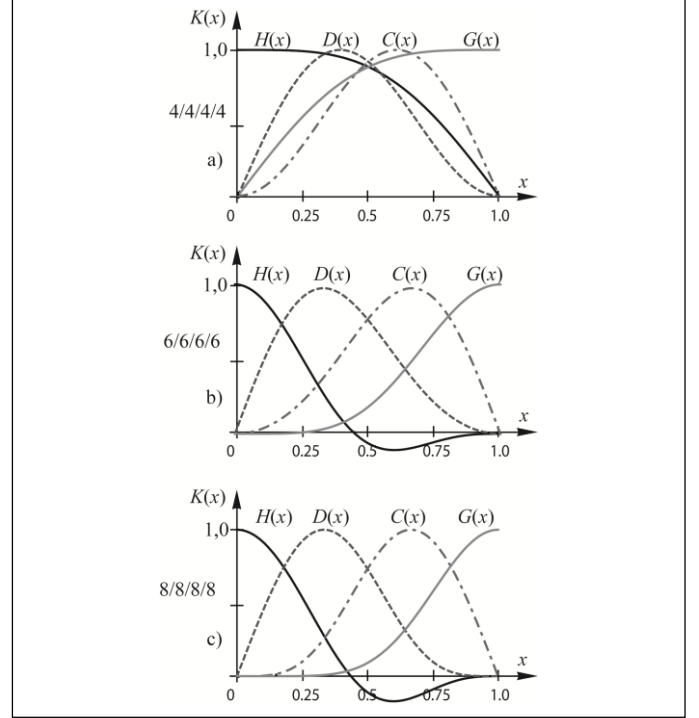 K(x)
H(x) D(x) C(x) G(x)
1,0
4/4/4/4
a)
x
0 0.25 0.5 0.75 1.0
K(x)
H(x) D(x) C(x) G(x)
1,0
6/6/6/6
b)
x
0 0.25 0.5 0.75 1.0
K(x)
H(x) D(x) C(x) G(x)
1,0
8/8/8/8
c)
x
0 0.25 0.5 0.75 1.0